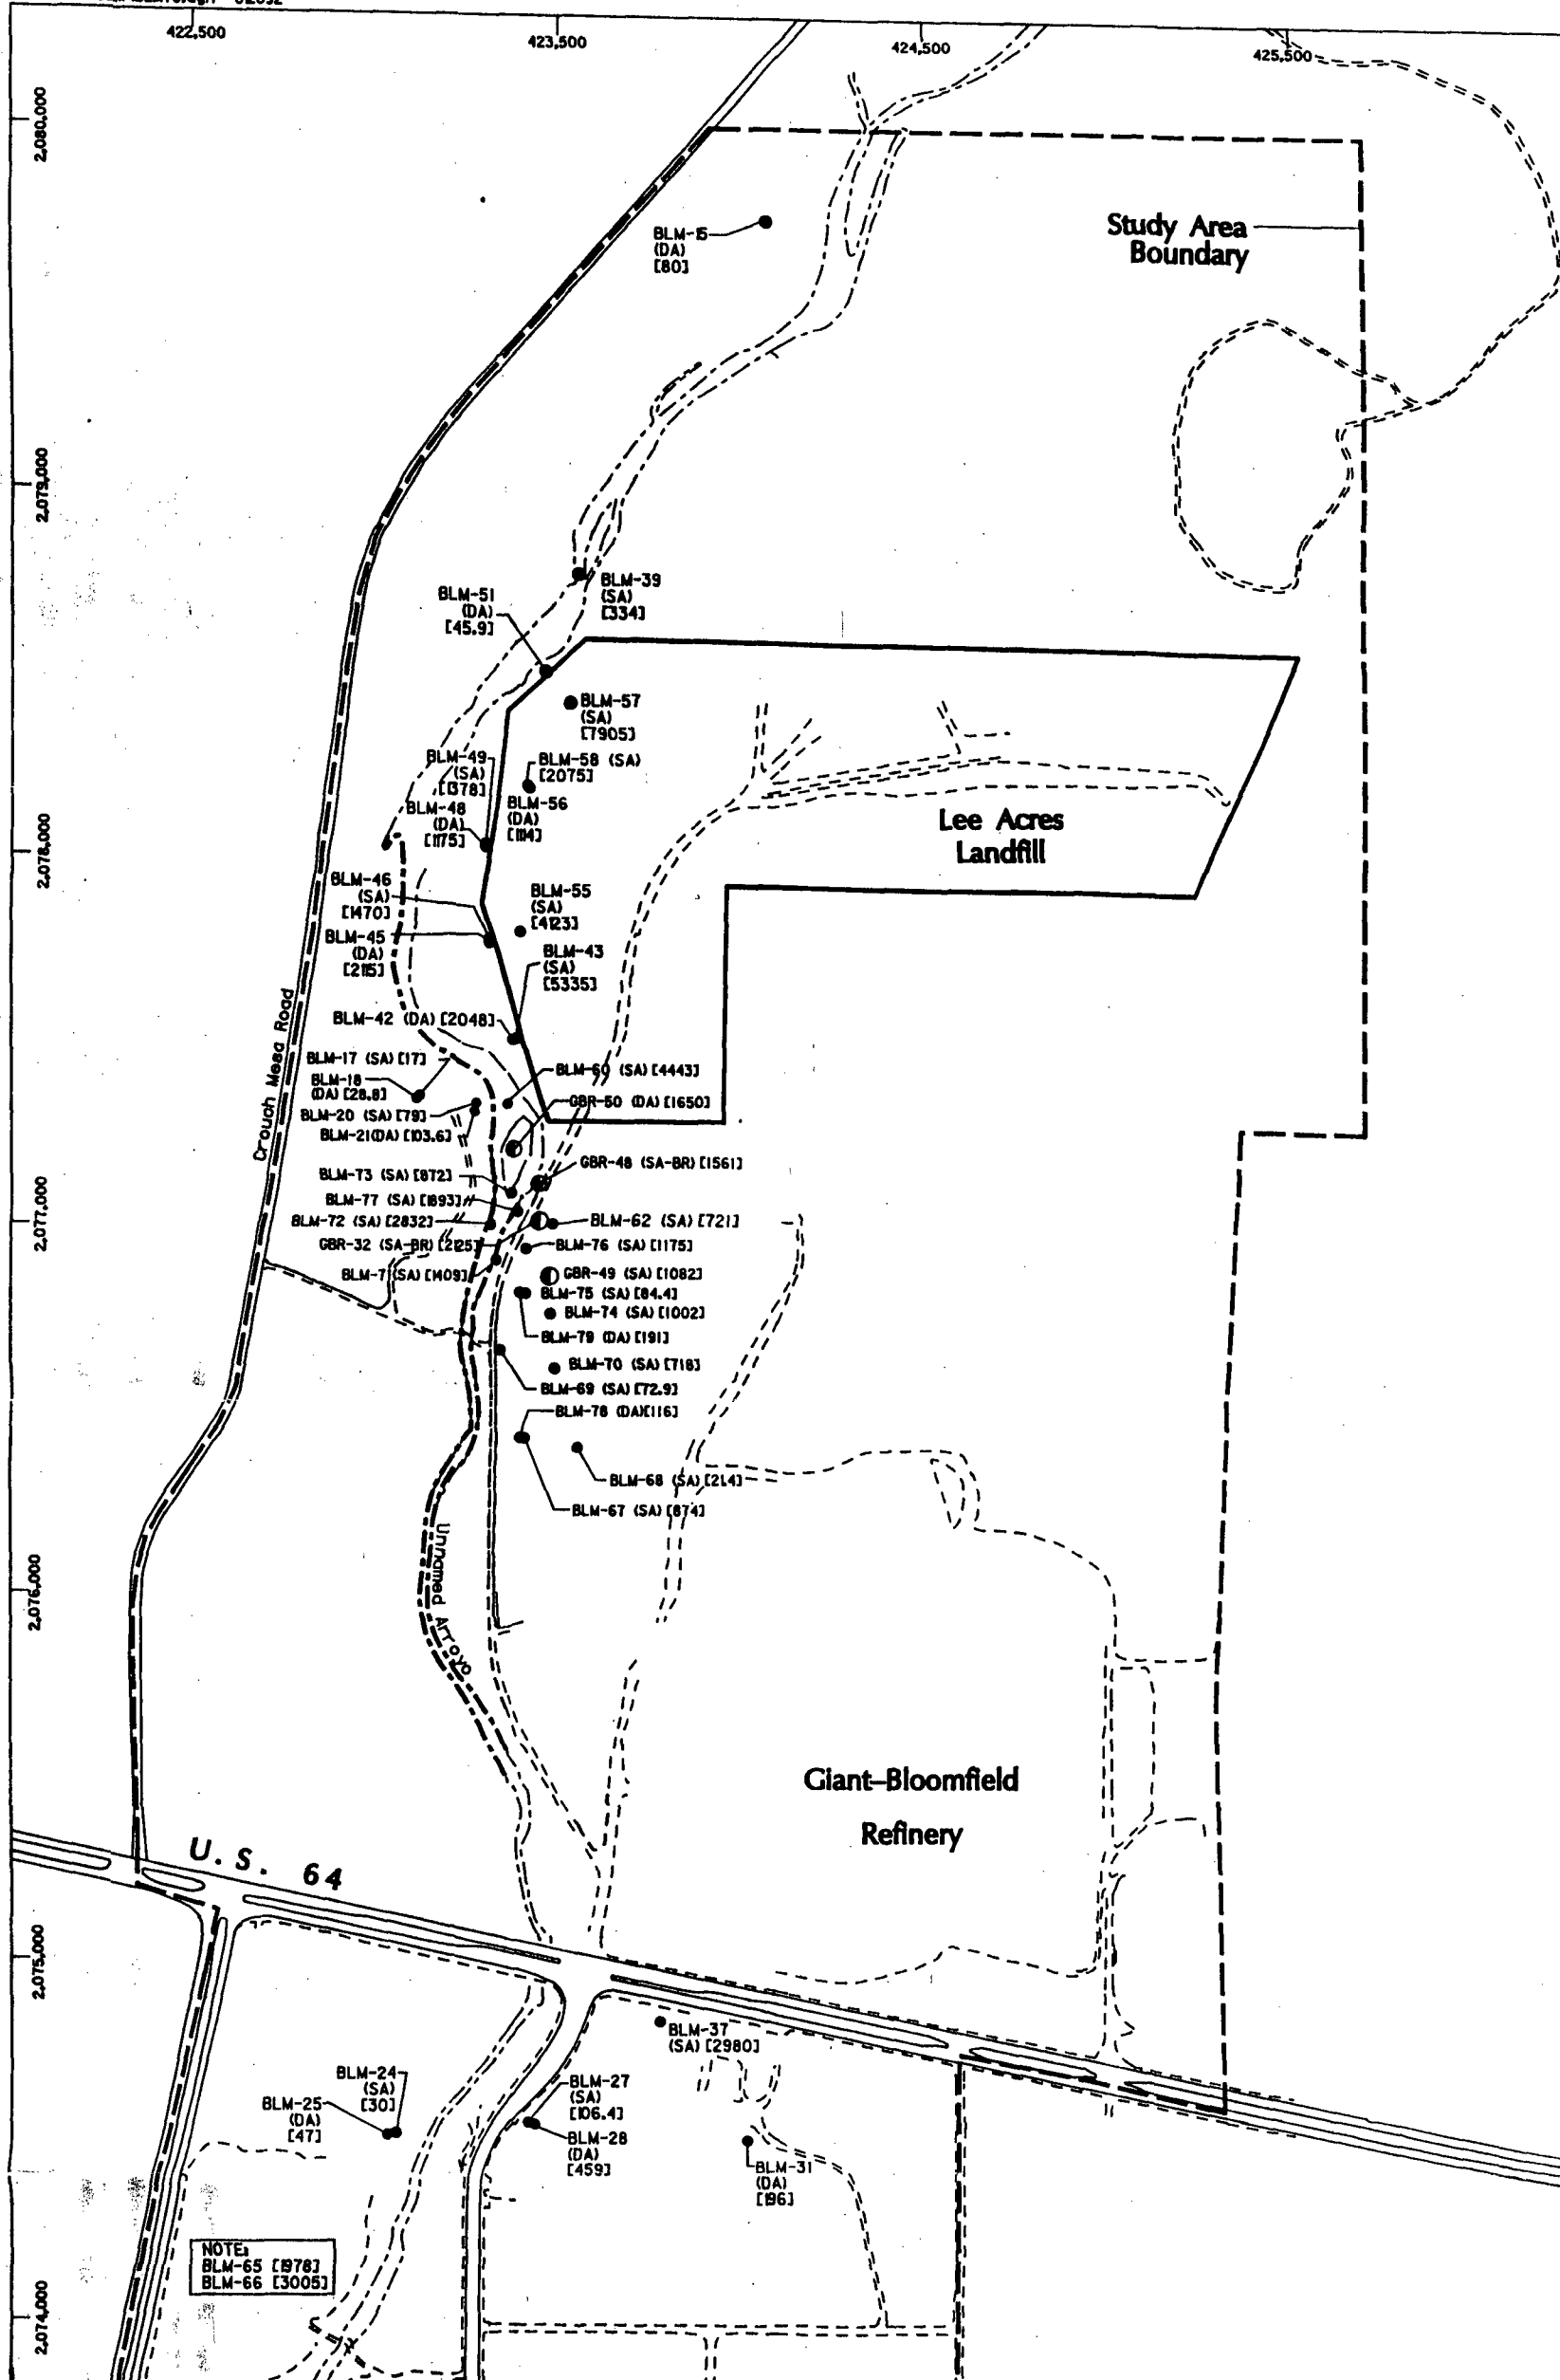 422,500
423,500
424,500
425,500
2,080,000
2,079,000
2,078,000
2,077,000
2,076,000
2,075,000
2,074,000
Study Area
Boundary
BLM-15
(DA)
[80]
BLM-39
(SA)
[334]
BLM-51
(DA)
[45.9]
BLM-57
(SA)
[7905]
BLM-49
(SA)
[1378]
BLM-58 (SA)
[2075]
BLM-48
(DA)
[1175]
BLM-56
(DA)
[1114]
Lee Acres
Landfill
BLM-46
(SA)
[1470]
BLM-55
(SA)
[4123]
BLM-45
(DA)
[2115]
BLM-43
(SA)
[5335]
Crouch Mesa Road
BLM-42 (DA) [2048]
BLM-17 (SA) [17]
BLM-18
(DA) [28.8]
BLM-60 (SA) [4443]
BLM-20 (SA) [79]
GBR-50 (DA) [1650]
BLM-21(DA) [103.6]
GBR-48 (SA-BR) [1561]
BLM-73 (SA) [872]
BLM-77 (SA) [1893]
BLM-72 (SA) [2832]
BLM-62 (SA) [721]
GBR-32 (SA-BR) [2125]
BLM-76 (SA) [1175]
BLM-71(SA) [1409]
GBR-49 (SA) [1082]
BLM-75 (SA) [84.4]
BLM-74 (SA) [1002]
BLM-79 (DA) [191]
BLM-70 (SA) [718]
BLM-69 (SA) [72.9]
BLM-78 (DA)[116]
BLM-68 (SA) [21.4]
BLM-67 (SA) [874]
Unnamed Arroyo
Giant-Bloomfield
Refinery
U.S. 64
BLM-37
(SA) [2980]
BLM-24
(SA)
[30]
BLM-25
(DA)
[47]
BLM-27
(SA)
[106.4]
BLM-28
(DA)
[459]
BLM-31
(DA)
[196]
NOTE:
BLM-65 [1978]
BLM-66 [3005]